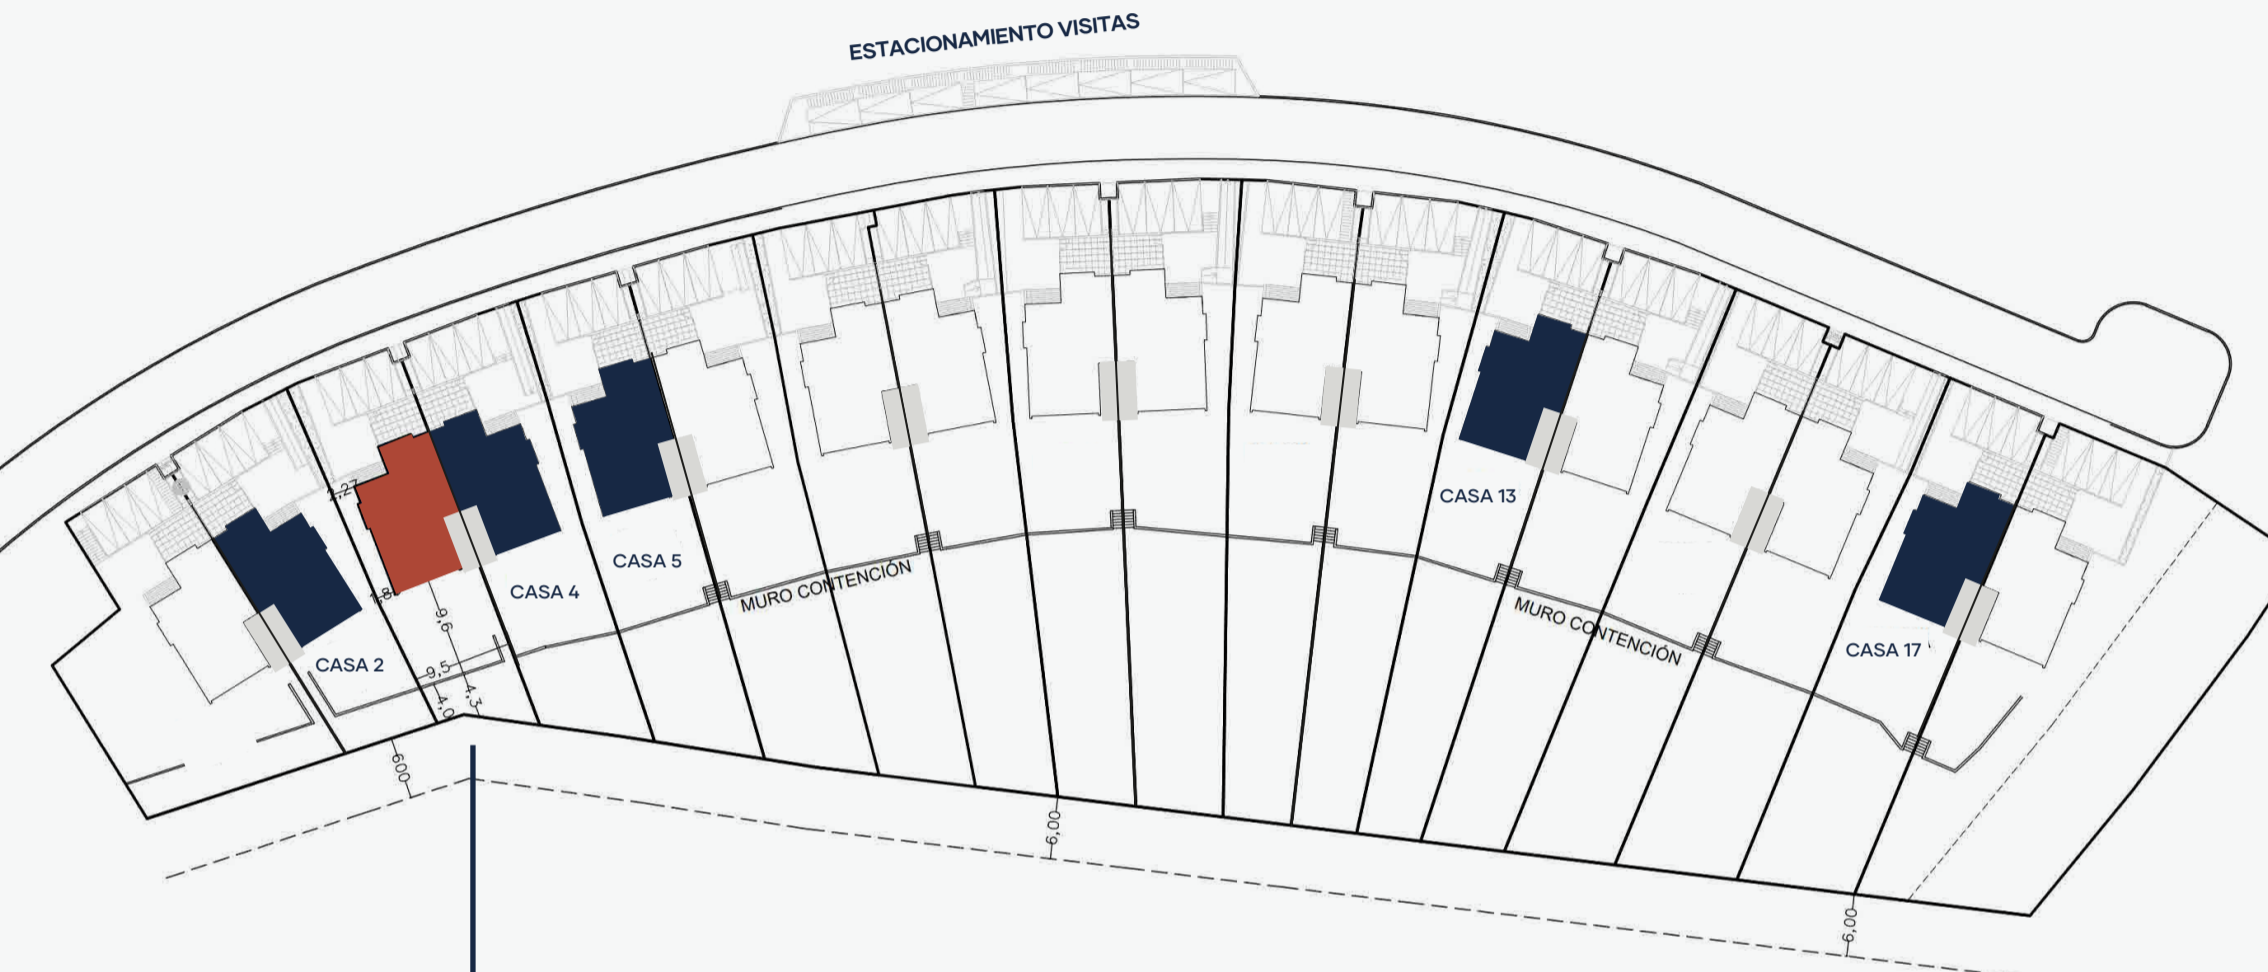 ESTACIONAMIENTO VISITAS
2,27
CASA 13
CASA 5
CASA 4
MURO CONTENCIÓN
MURO CONTENCIÓN
9,6
CASA 2
9,5
4,3
4,0
CASA 17
600
6,00
6,00